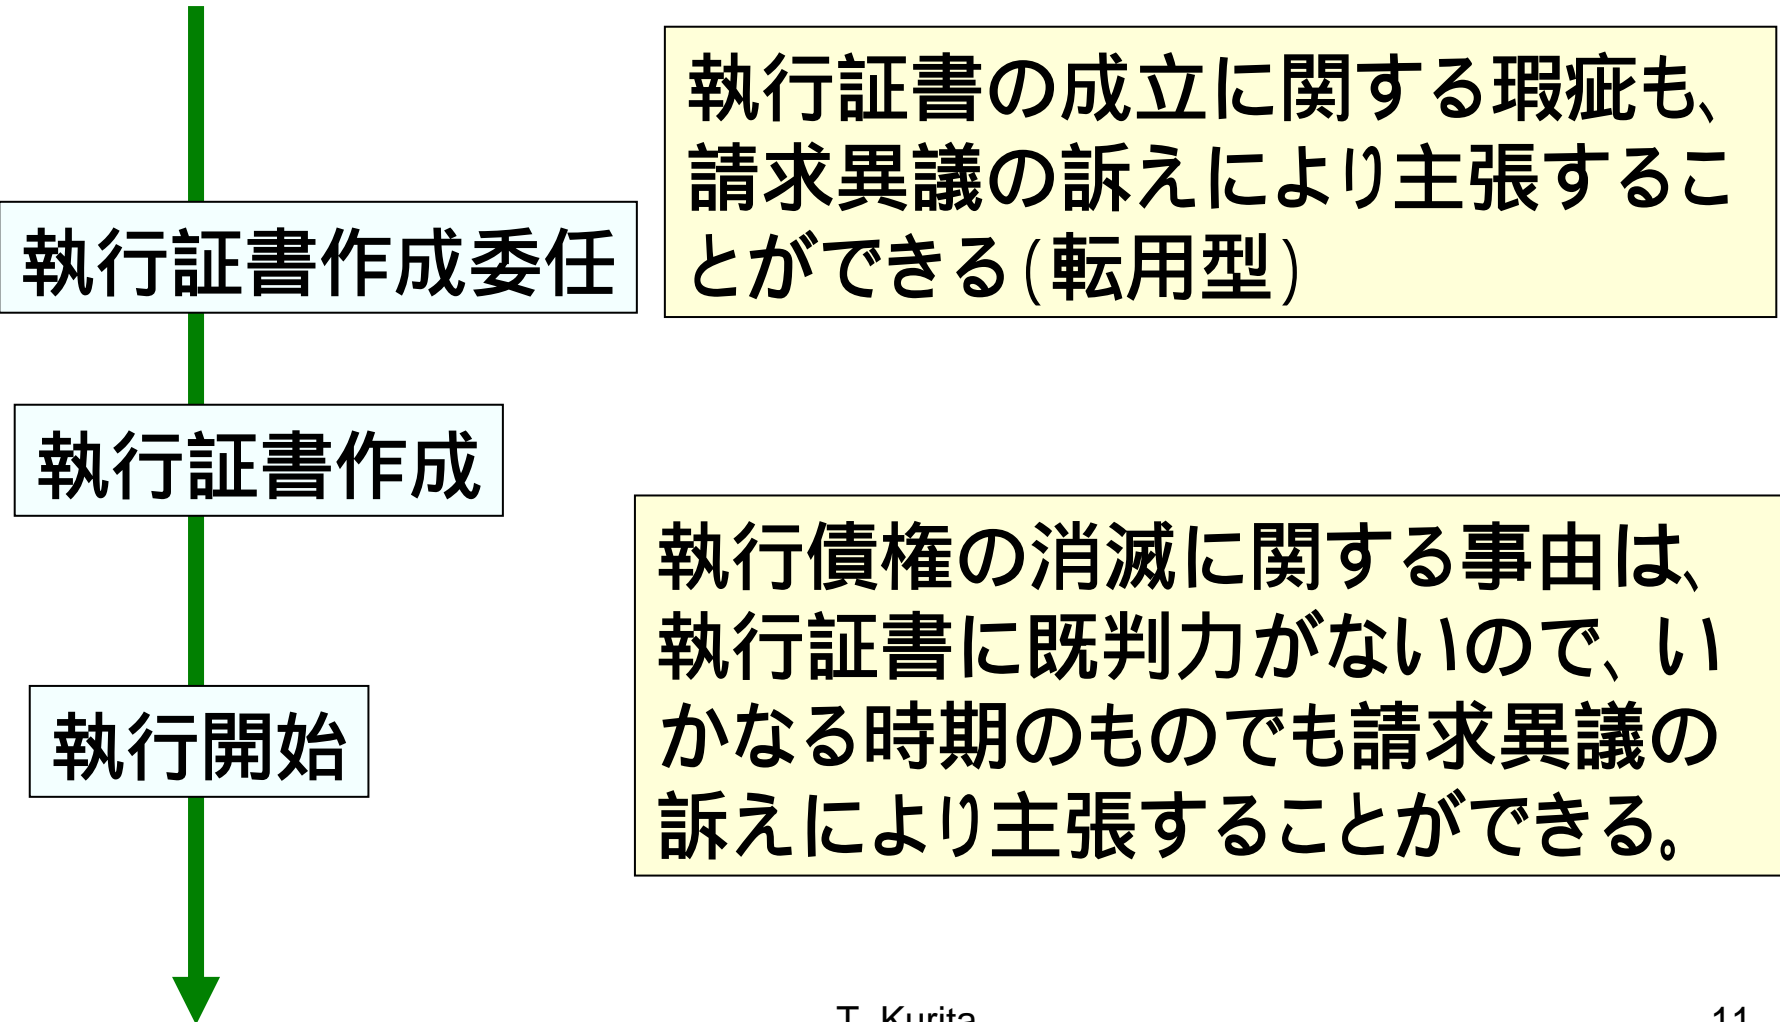 執行証書の成立に関する瑕疵も、
請求異議の訴えにより主張するこ
とができる(転用型)
執行証書作成委任
執行証書作成
執行債権の消滅に関する事由は、
執行証書に既判力がないので、い
かなる時期のものでも請求異議の
訴えにより主張することができる。
執行開始
T. Kurita
11